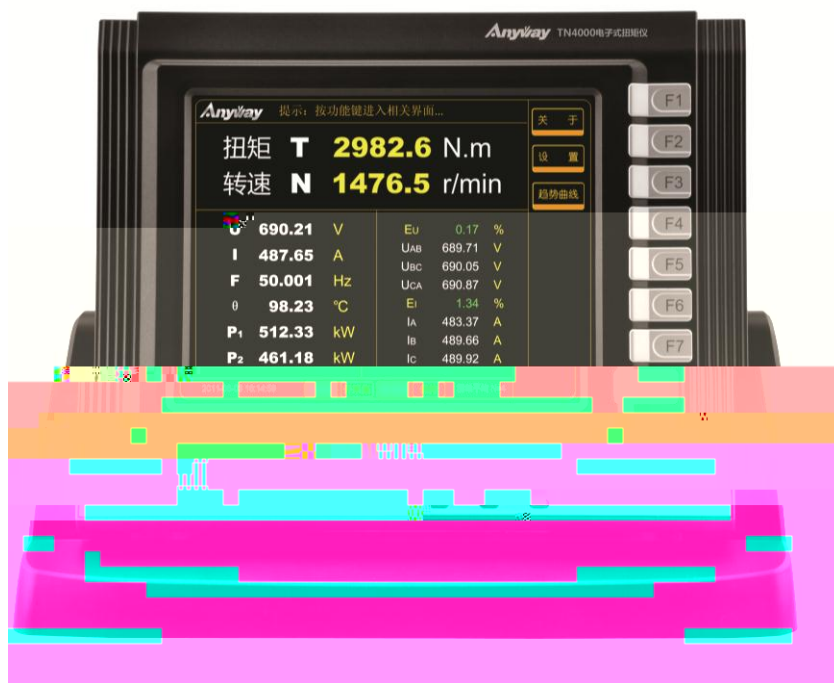 Anyway TN4000电子式扭矩仪
Anyway 提示：按功能键进入相关界面...
关 于
扭矩 T 2982.6 N.m
设 置
转速 N 1476.5 r/min
趋势曲线
U 690.21 V
I 487.65 A
F 50.001 Hz
θ 98.23 ℃
P1 512.33 kW
P2 461.18 kW
EU 0.17 %
UAB 689.71 V
UBC 690.05 V
UCA 690.87 V
EI 1.34 %
IA 483.37 A
IB 489.66 A
IC 489.92 A
F1
F2
F3
F4
F5
F6
F7